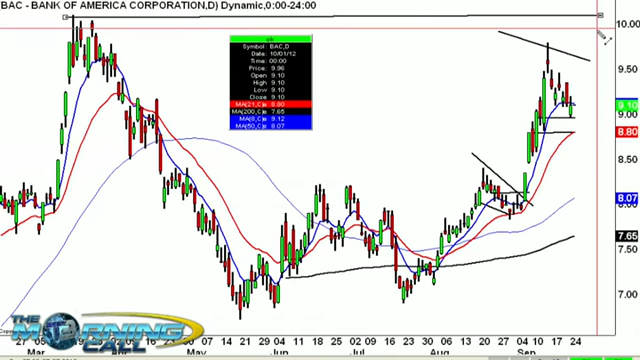 (BAC - BANK OF AMERICA CORPORATION,D) Dynamic,0:00-24:00
ok
Symbol: BAC,D
Date: 10/01/12
Time: 00:00
Price: 9.96
Open: 9.10
High: 9.10
Low: 9.10
Close: 9.10
MA(21,C)= 8.80
MA(200,C)= 7.65
MA(8,C)= 9.12
MA(50,C)= 8.07
10.00
9.50
9.10
9.00
8.80
8.50
8.07
8.00
7.65
7.50
7.00
THE MORNING CALL
12 19 26 02 09 16 23 07 14 21 29 04 11 18 25 02 09 16 23 30 06 13 20 27 04 10 17 24
Mar Apr May Jun Jul Aug Sep